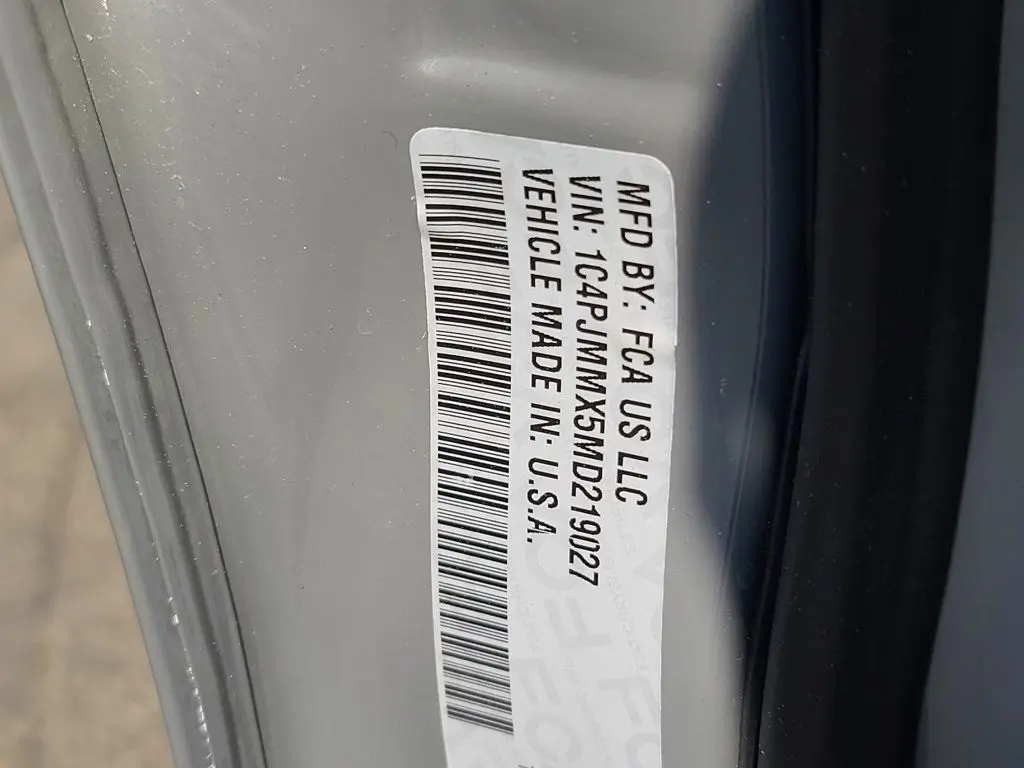 MFD BY: FCA US LLC
VIN: 1C4PJMMX5MD219027
VEHICLE MADE IN: U.S.A.